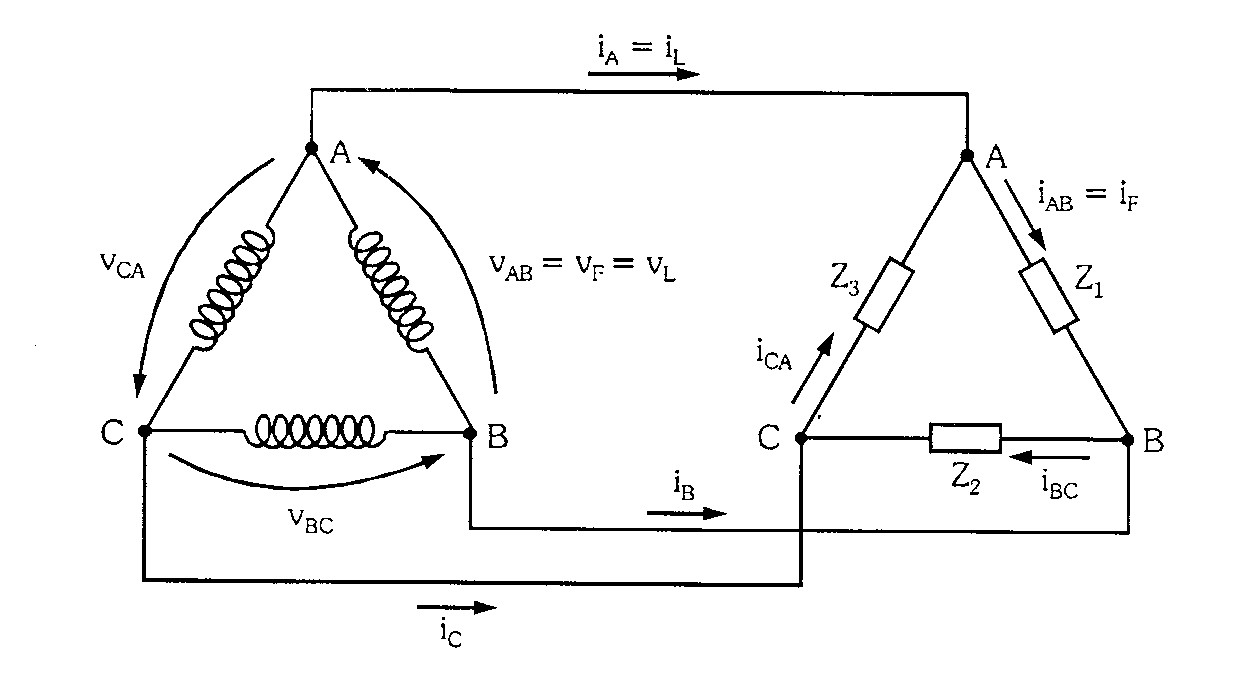 i_A = i_L
A
A
i_AB = i_F
v_CA
v_AB = v_F = v_L
Z_3
Z_1
i_CA
C
B
C
B
Z_2
i_BC
i_B
v_BC
i_C